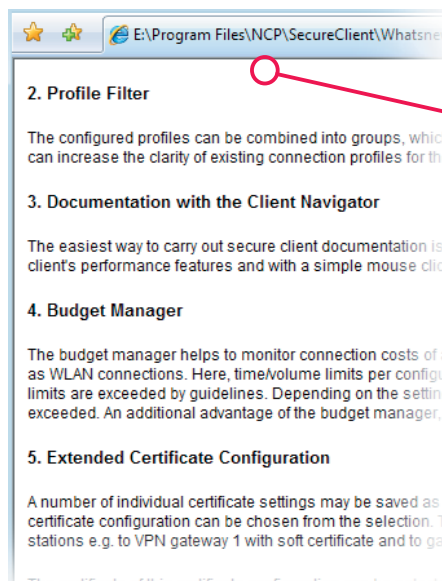 E:\Program Files\NCP\SecureClient\Whatsne
2. Profile Filter
The configured profiles can be combined into groups, whic
can increase the clarity of existing connection profiles for th
3. Documentation with the Client Navigator
The easiest way to carry out secure client documentation is
client's performance features and with a simple mouse clic
4. Budget Manager
The budget manager helps to monitor connection costs of
as WLAN connections. Here, time/volume limits per configu
limits are exceeded by guidelines. Depending on the settin
exceeded. An additional advantage of the budget manager,
5. Extended Certificate Configuration
A number of individual certificate settings may be saved as
certificate configuration can be chosen from the selection.
stations e.g. to VPN gateway 1 with soft certificate and to ga